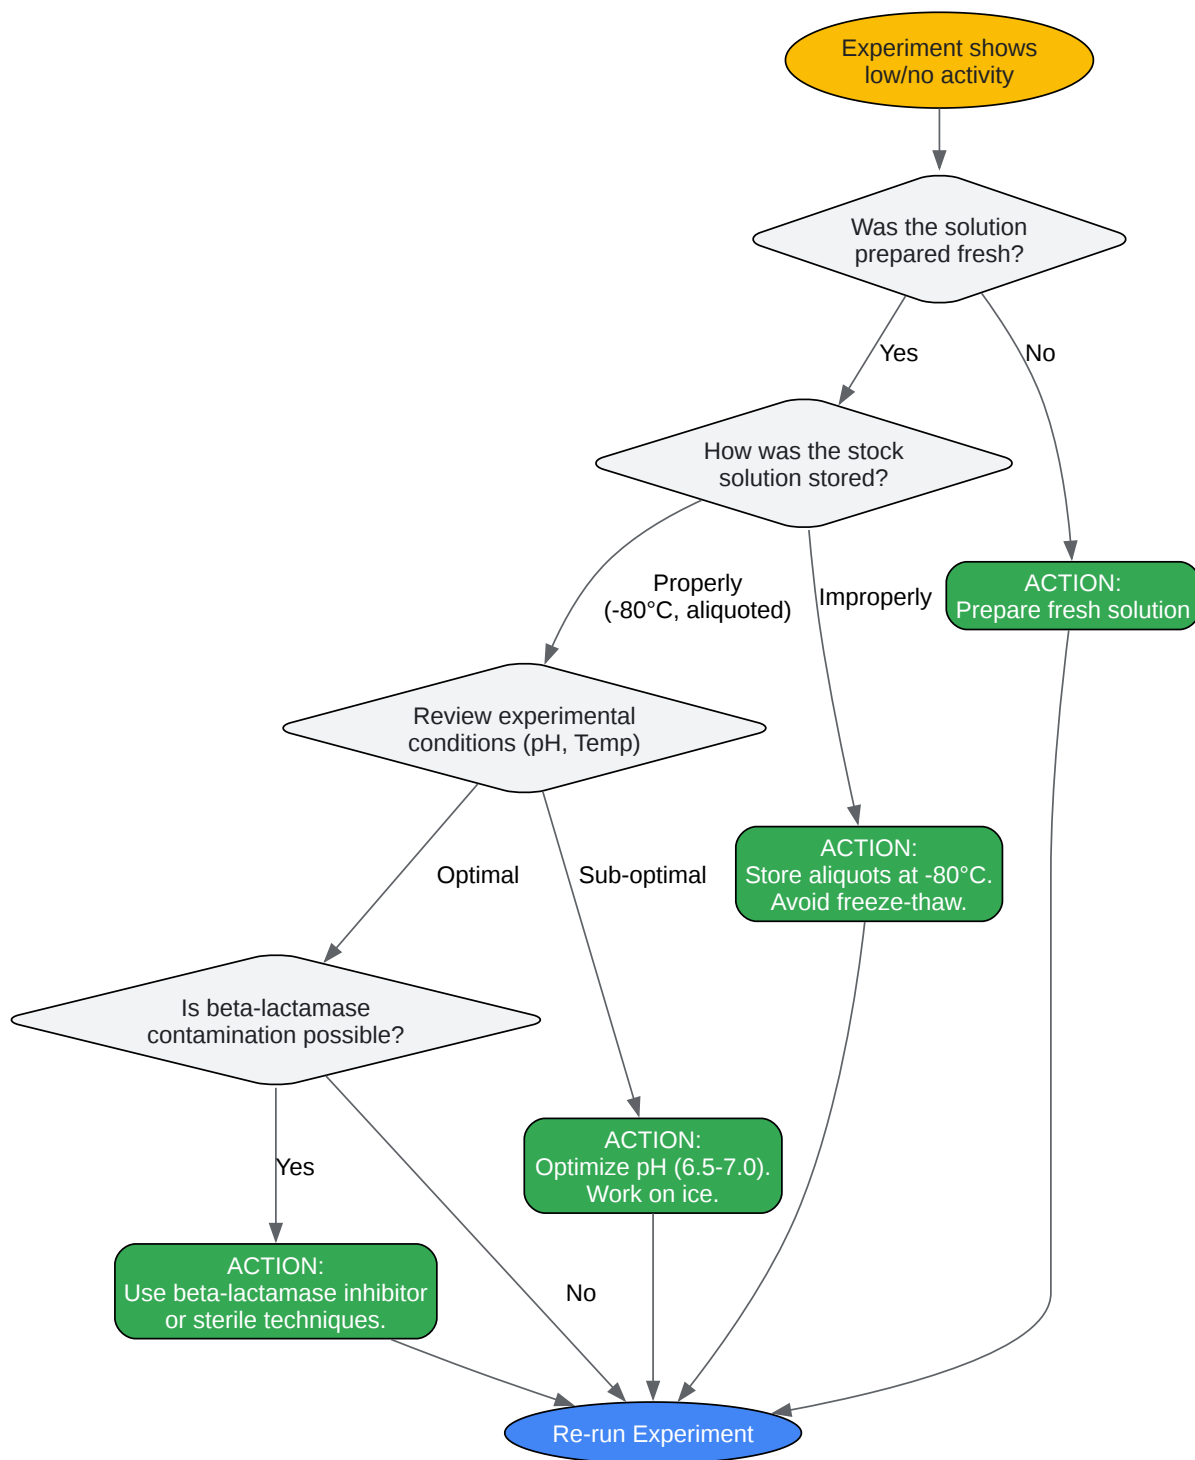 Experiment shows
low/no activity
Was the solution
prepared fresh?
Yes
No
How was the stock
solution stored?
Properly
(-80°C, aliquoted)
Improperly
ACTION:
Prepare fresh solution
Review experimental
conditions (pH, Temp)
Optimal
Sub-optimal
ACTION:
Store aliquots at -80°C.
Avoid freeze-thaw.
Is beta-lactamase
contamination possible?
Yes
No
ACTION:
Optimize pH (6.5-7.0).
Work on ice.
ACTION:
Use beta-lactamase inhibitor
or sterile techniques.
Re-run Experiment